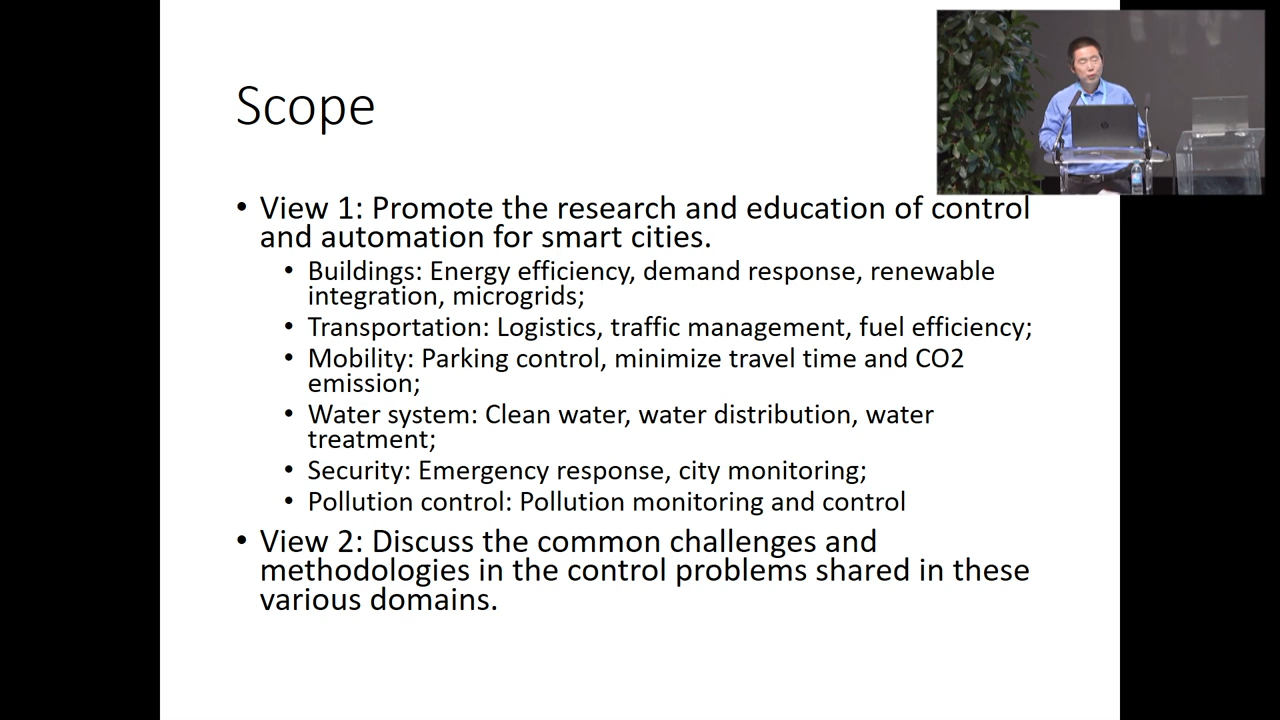 Scope
• View 1: Promote the research and education of control
and automation for smart cities.
• Buildings: Energy efficiency, demand response, renewable
integration, microgrids;
• Transportation: Logistics, traffic management, fuel efficiency;
• Mobility: Parking control, minimize travel time and CO2
emission;
• Water system: Clean water, water distribution, water
treatment;
• Security: Emergency response, city monitoring;
• Pollution control: Pollution monitoring and control
• View 2: Discuss the common challenges and
methodologies in the control problems shared in these
various domains.